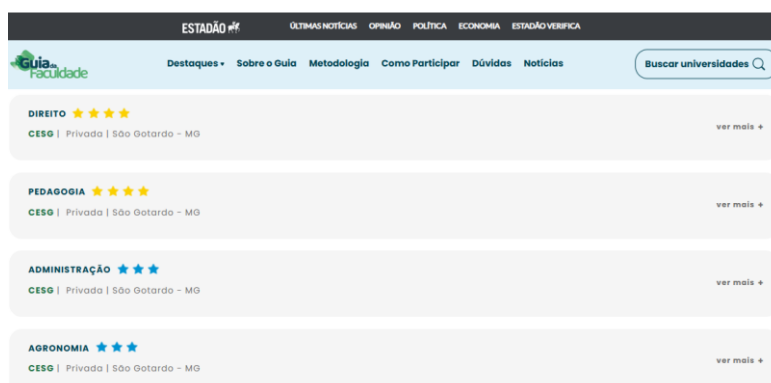 ESTADÃO
ÚLTIMAS NOTÍCIAS OPINIÃO POLÍTICA ECONOMIA ESTADÃO VERIFICA
Guia da Faculdade
Destaques Sobre o Guia Metodologia Como Participar Dúvidas Notícias
Buscar universidades
DIREITO
CESG | Privada | São Gotardo - MG
ver mais +
PEDAGOGIA
CESG | Privada | São Gotardo - MG
ver mais +
ADMINISTRAÇÃO
CESG | Privada | São Gotardo - MG
ver mais +
AGRONOMIA
CESG | Privada | São Gotardo - MG
ver mais +